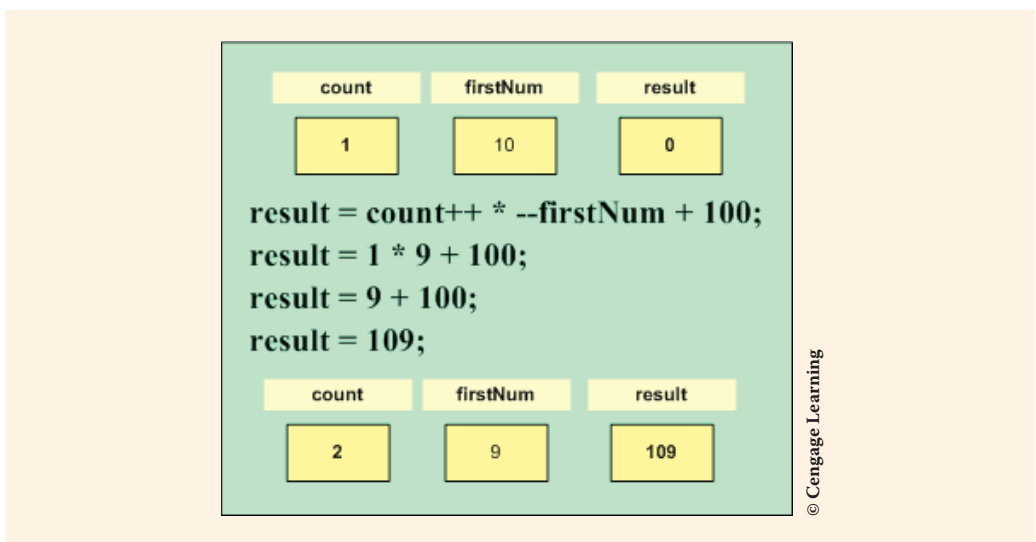 count firstNum result
1 10 0
result = count++ * --firstNum + 100;
result = 1 * 9 + 100;
result = 9 + 100;
result = 109;
count firstNum result
2 9 109
© Cengage Learning